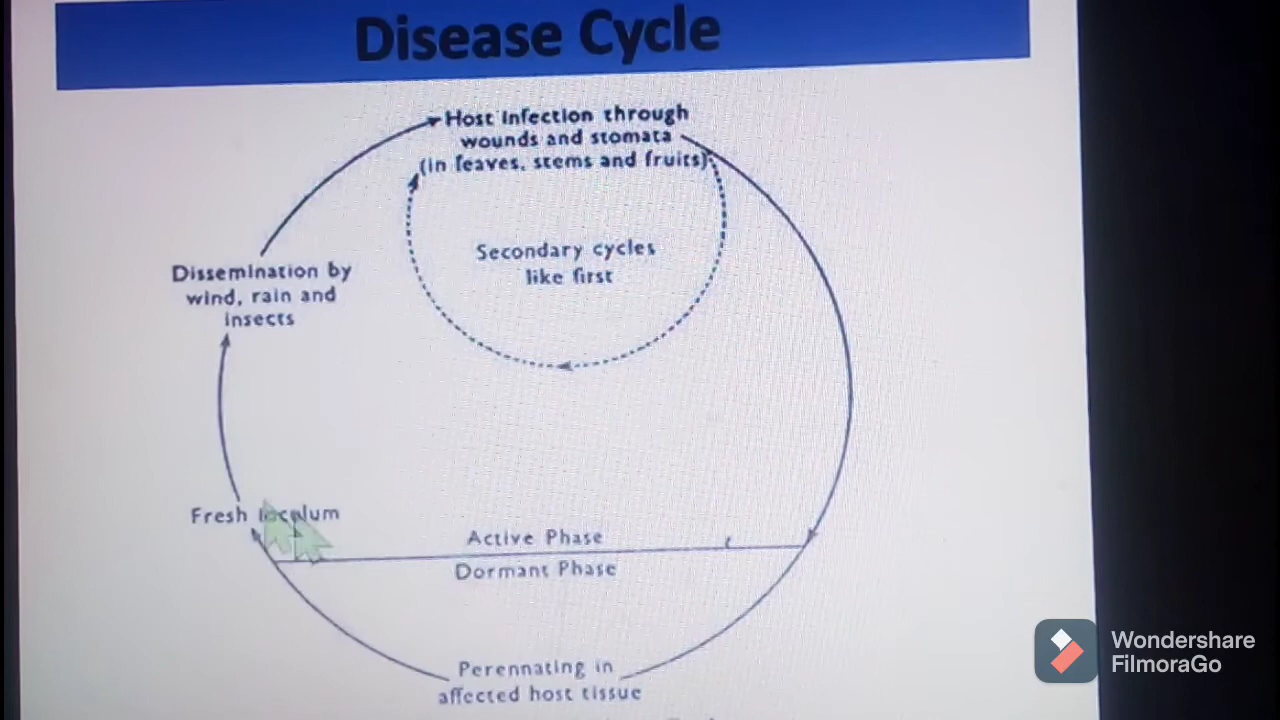 Disease Cycle
Host infection through
wounds and stomata
(in leaves, stems and fruits)
Secondary cycles
like first
Dissemination by
wind, rain and
insects
Fresh inoculum
Active Phase
Dormant Phase
Perennating in
affected host tissue
Wondershare
FilmoraGo